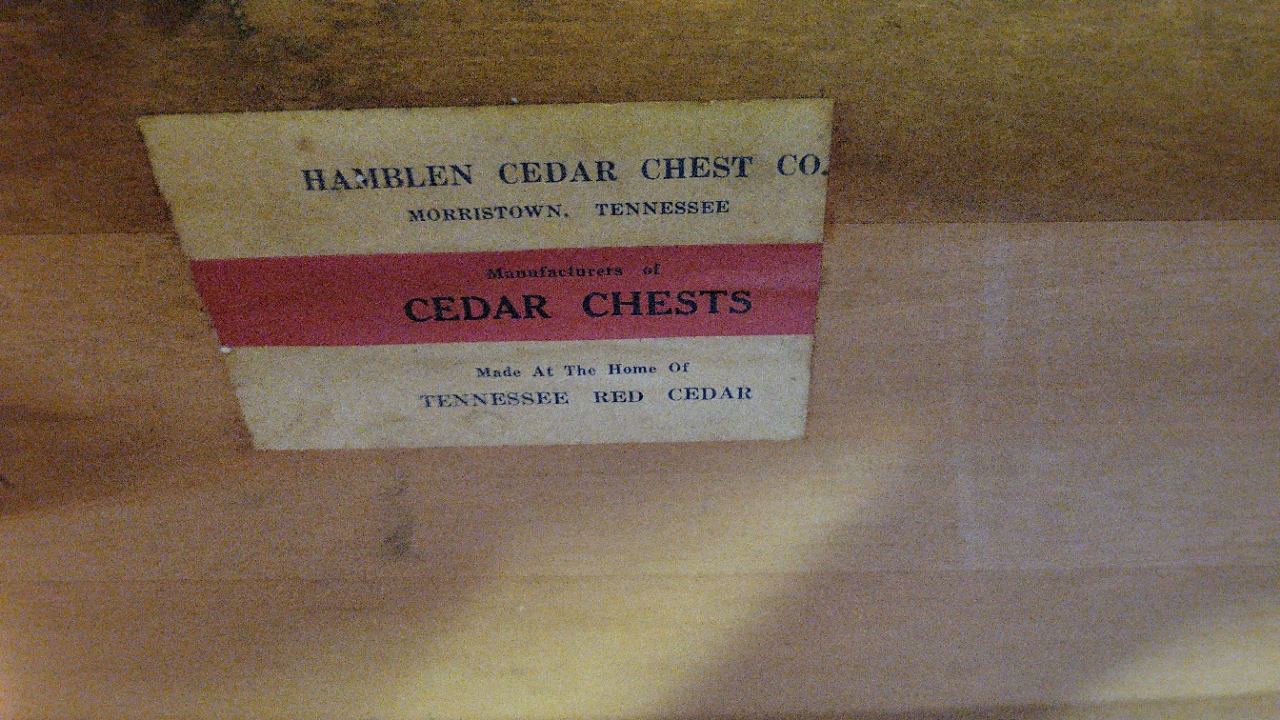 HAMBLEN CEDAR CHEST CO.
MORRISTOWN, TENNESSEE
Manufacturers of
CEDAR CHESTS
Made At The Home Of
TENNESSEE RED CEDAR